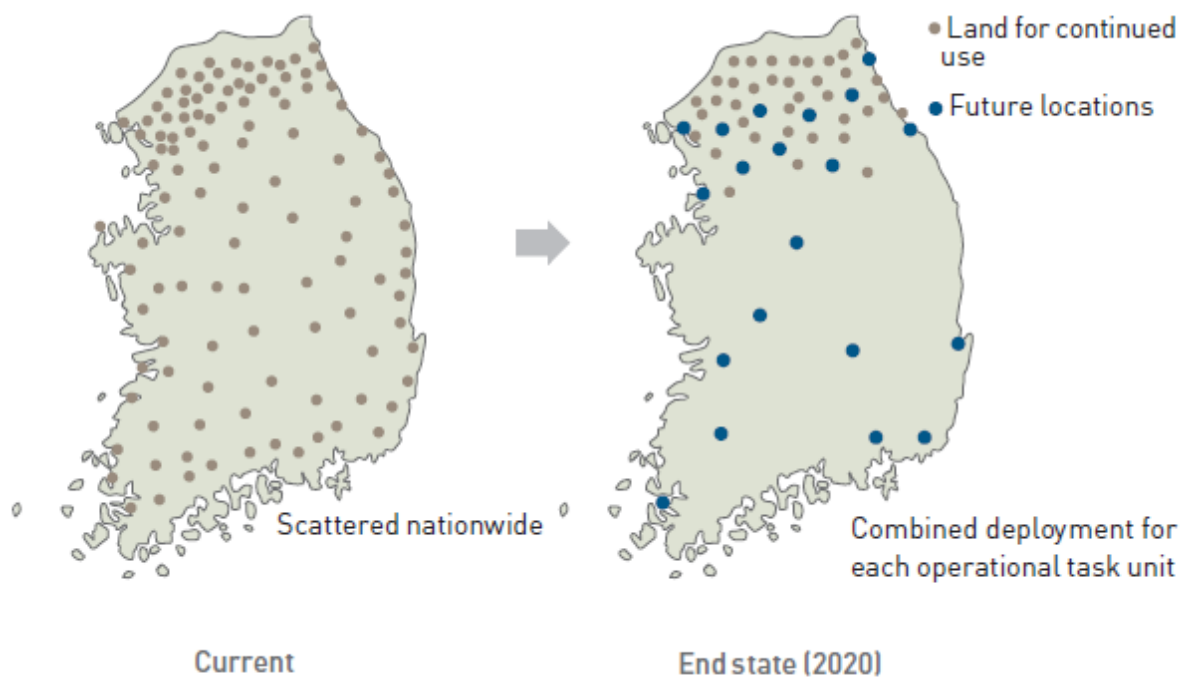 Land for continued
use
Future locations
Scattered nationwide
Combined deployment for
each operational task unit
Current
End state (2020)